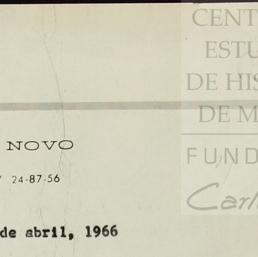 CENT
ESTU
DE HIS
DE M
FUND
Carl
NOVO
24-87-56
de abril, 1966